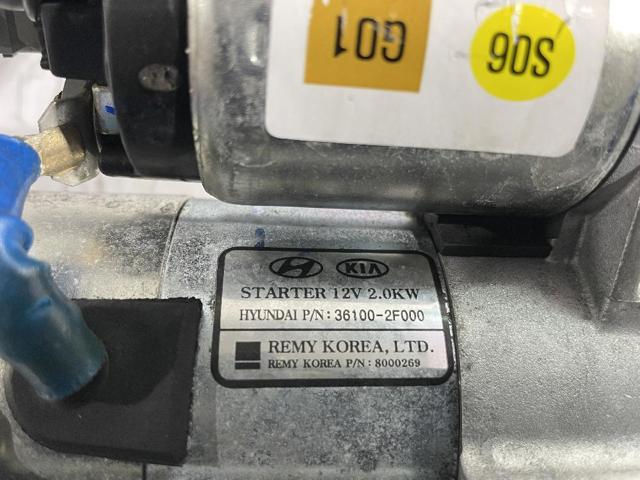 G01
S06
KIA
STARTER 12V 2.0KW
HYUNDAI P/N : 36100-2F000
REMY KOREA, LTD.
REMY KOREA P/N : 8000269